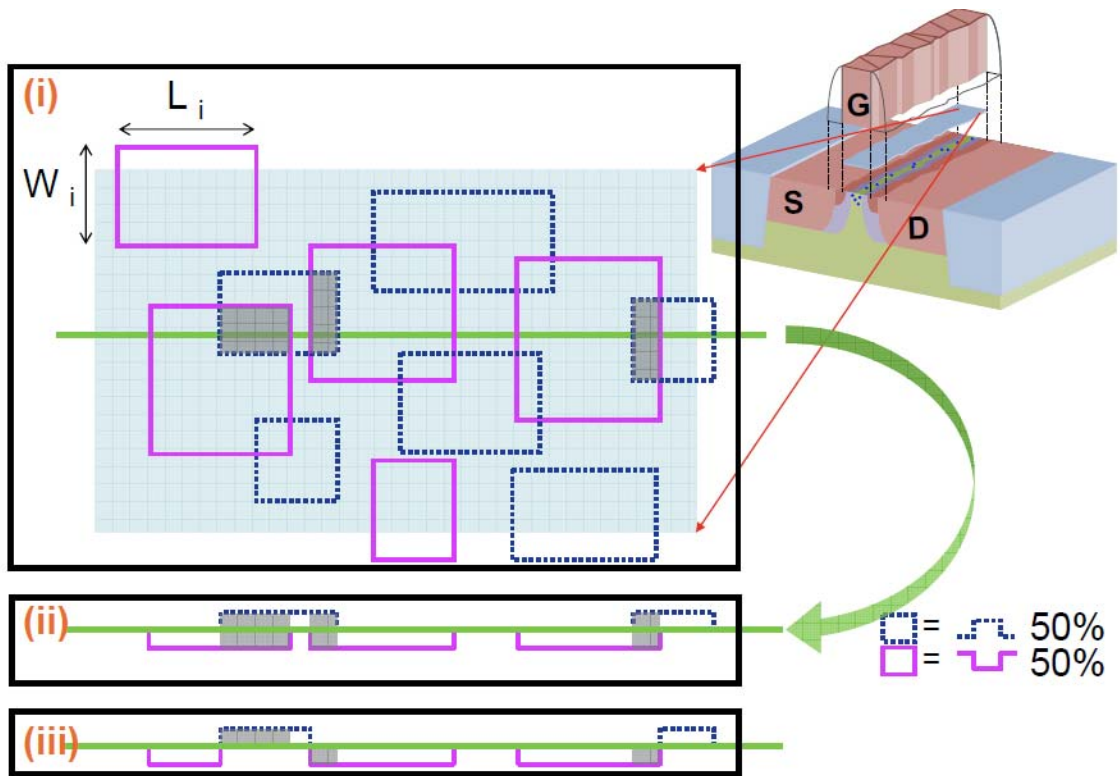 (i)
L i
W i
G
S
D
(ii)
= 50%
= 50%
(iii)